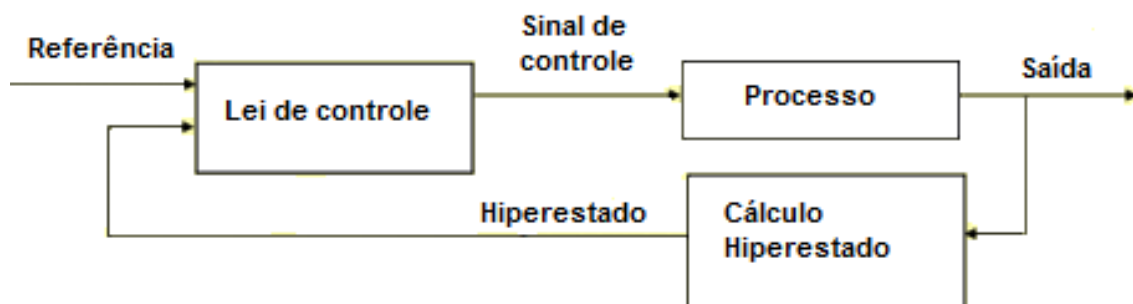 Referência
Sinal de
controle
Saída
Lei de controle
Processo
Hiperestado
Cálculo
Hiperestado